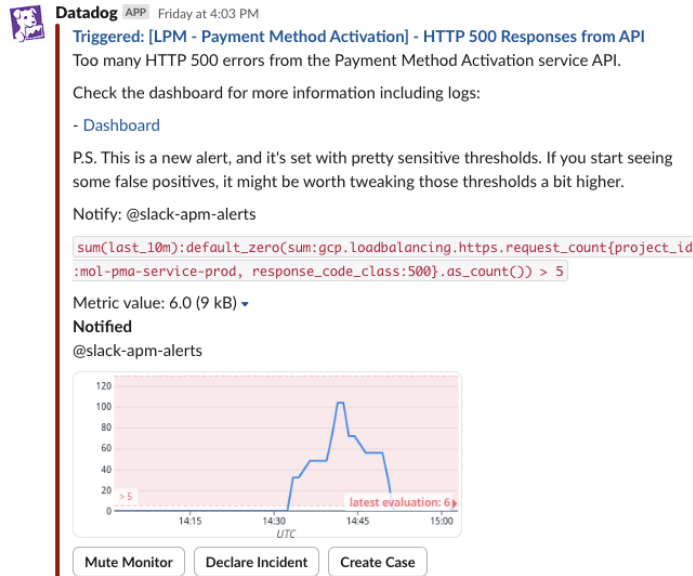 Datadog APP Friday at 4:03 PM
Triggered: [LPM - Payment Method Activation] - HTTP 500 Responses from API
Too many HTTP 500 errors from the Payment Method Activation service API.
Check the dashboard for more information including logs:
- Dashboard
P.S. This is a new alert, and it's set with pretty sensitive thresholds. If you start seeing
some false positives, it might be worth tweaking those thresholds a bit higher.
Notify: @slack-apm-alerts
sum(last_10m):default_zero(sum:gcp.loadbalancing.https.request_count{project_id
:mol-pma-service-prod, response_code_class:500}.as_count()) > 5
Metric value: 6.0 (9 kB)
Notified
@slack-apm-alerts
120
100
80
60
40
20
> 5
latest evaluation: 6
0
14:15 14:30 14:45 15:00
UTC
Mute Monitor Declare Incident Create Case